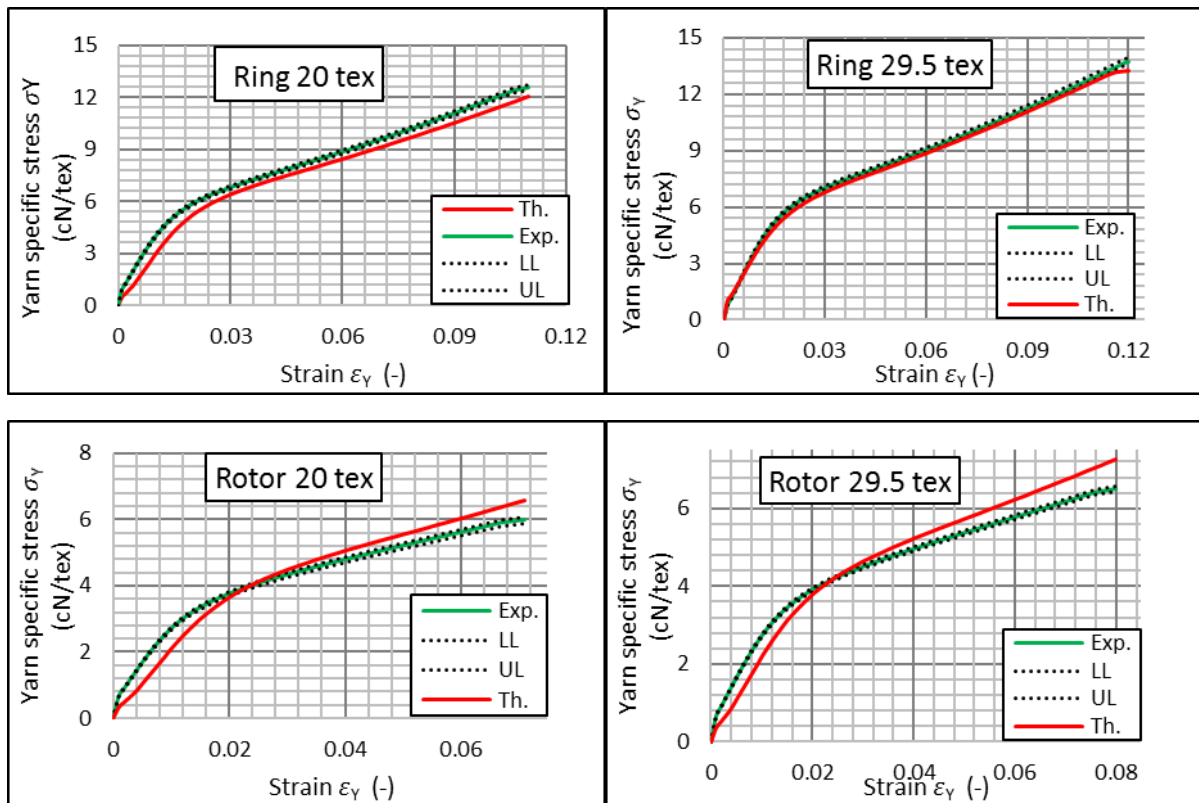 Ring 20 tex
Yarn specific stress σY
(cN/tex)
15
12
9
6
3
0
0 0.03 0.06 0.09 0.12
Strain εY (-)
Th.
Exp.
LL
UL
Ring 29.5 tex
Yarn specific stress σY
(cN/tex)
15
12
9
6
3
0
0 0.03 0.06 0.09 0.12
Strain εY (-)
Exp.
LL
UL
Th.
Rotor 20 tex
Yarn specific stress σY
(cN/tex)
8
6
4
2
0
0 0.02 0.04 0.06
Strain εY (-)
Exp.
LL
UL
Th.
Rotor 29.5 tex
Yarn specific stress σY
(cN/tex)
6
4
2
0
0 0.02 0.04 0.06 0.08
Strain εY (-)
Exp.
LL
UL
Th.